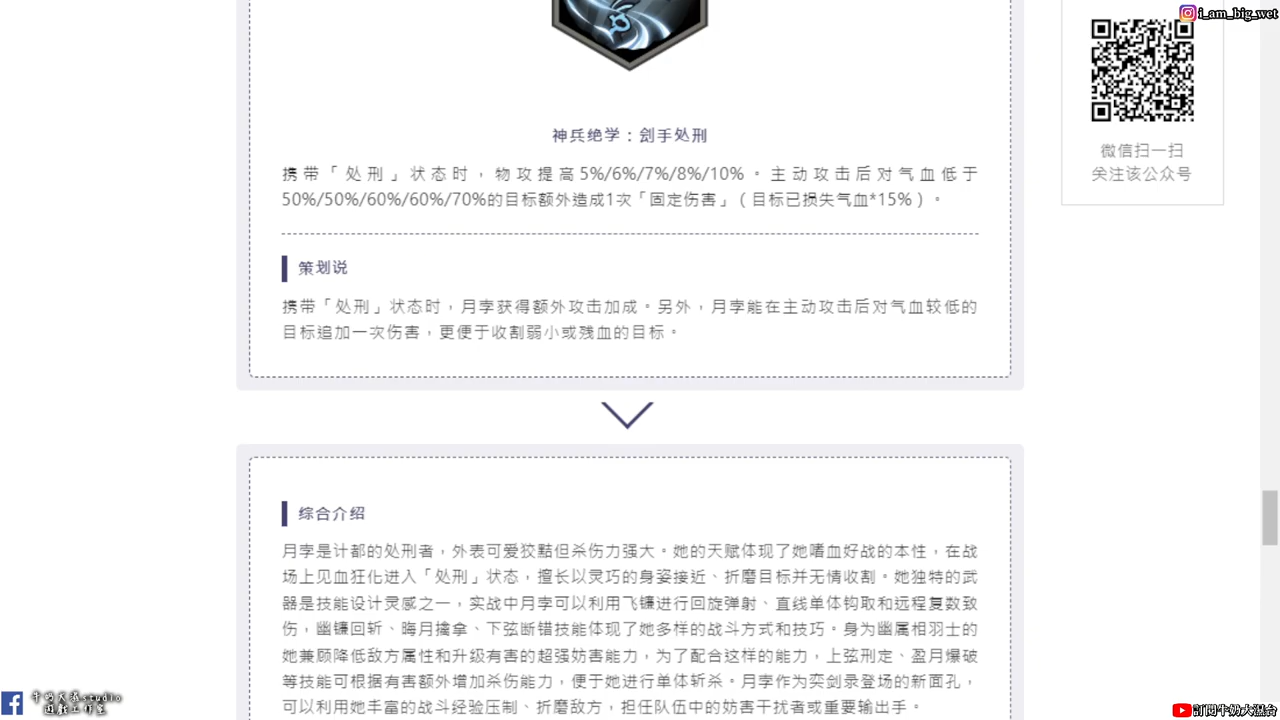 i_am_big_wet
微信扫一扫
关注该公众号
神兵绝学：刽手处刑
携带「处刑」状态时，物攻提高5%/6%/7%/8%/10%。主动攻击后对气血低于
50%/50%/60%/60%/70%的目标额外造成1次「固定伤害」（目标已损失气血*15%）。
策划说
携带「处刑」状态时，月孛获得额外攻击加成。另外，月孛能在主动攻击后对气血较低的
目标追加一次伤害，更便于收割弱小或残血的目标。
综合介绍
月孛是计都的处刑者，外表可爱狡黠但杀伤力强大。她的天赋体现了她嗜血好战的本性，在战
场上见血狂化进入「处刑」状态，擅长以灵巧的身姿接近、折磨目标并无情收割。她独特的武
器是技能设计灵感之一，实战中月孛可以利用飞镰进行回旋弹射、直线单体钩取和远程复数致
伤，幽镰回斩、晦月擒拿、下弦断错技能体现了她多样的战斗方式和技巧。身为幽属相羽士的
她兼顾降低敌方属性和升级有害的超强妨害能力，为了配合这样的能力，上弦刑定、盈月爆破
等技能可根据有害额外增加杀伤能力，便于她进行单体斩杀。月孛作为奕剑录登场的新面孔，
可以利用她丰富的战斗经验压制、折磨敌方，担任队伍中的妨害干扰者或重要输出手。